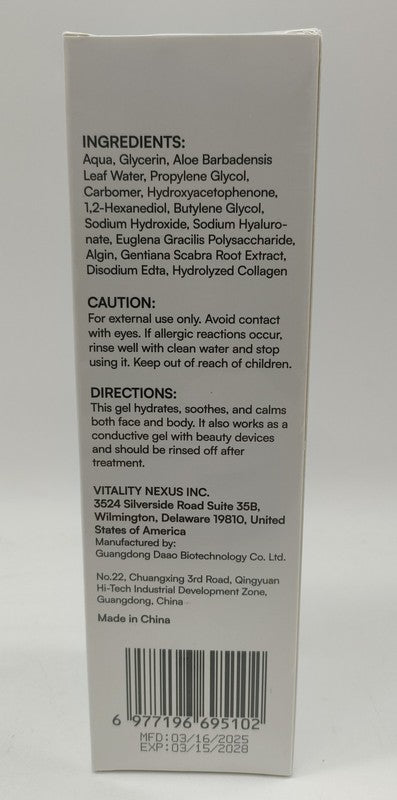 INGREDIENTS:
Aqua, Glycerin, Aloe Barbadensis
Leaf Water, Propylene Glycol,
Carbomer, Hydroxyacetophenone,
1,2-Hexanediol, Butylene Glycol,
Sodium Hydroxide, Sodium Hyaluro-
nate, Euglena Gracilis Polysaccharide,
Algin, Gentiana Scabra Root Extract,
Disodium Edta, Hydrolyzed Collagen
CAUTION:
For external use only. Avoid contact
with eyes. If allergic reactions occur,
rinse well with clean water and stop
using it. Keep out of reach of children.
DIRECTIONS:
This gel hydrates, soothes, and calms
both face and body. It also works as a
conductive gel with beauty devices
and should be rinsed off after
treatment.
VITALITY NEXUS INC.
3524 Silverside Road Suite 35B,
Wilmington, Delaware 19810, United
States of America
Manufactured by:
Guangdong Daao Biotechnology Co. Ltd.
No.22, Chuangxing 3rd Road, Qingyuan
Hi-Tech Industrial Development Zone,
Guangdong, China
Made in China
6 977196 695102
MFD:03/16/2025
EXP:03/15/2028